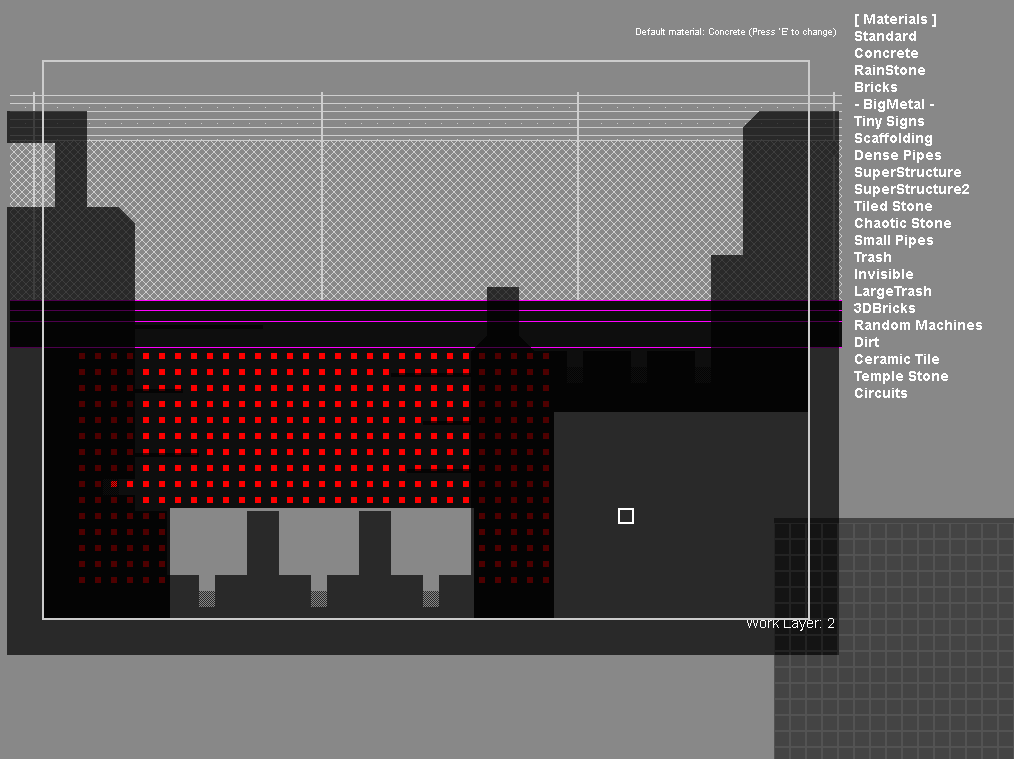 [ Materials ]
Default material: Concrete (Press 'E' to change)
Standard
Concrete
RainStone
Bricks
- BigMetal -
Tiny Signs
Scaffolding
Dense Pipes
SuperStructure
SuperStructure2
Tiled Stone
Chaotic Stone
Small Pipes
Trash
Invisible
LargeTrash
3DBricks
Random Machines
Dirt
Ceramic Tile
Temple Stone
Circuits
Work Layer: 2